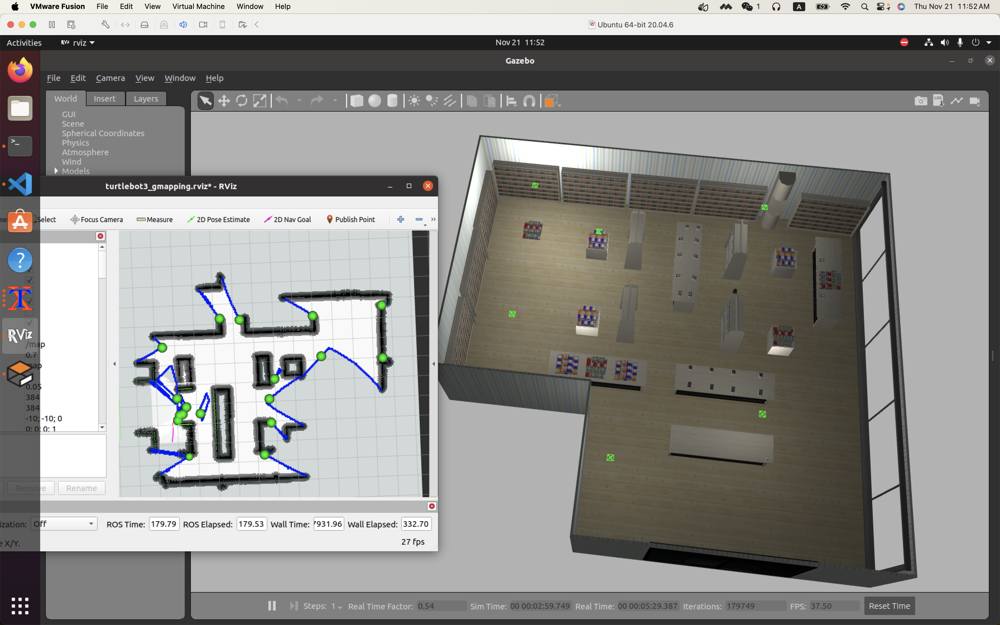 VMware Fusion File Edit View Virtual Machine Window Help 1 A Thu Nov 21 11:52 AM
Ubuntu 64-bit 20.04.6
Activities RViz rviz Nov 21 11:52
Gazebo
File Edit Camera View Window Help
World Insert Layers
LOG
GUI
Scene
Spherical Coordinates
Physics
Atmosphere
Wind
Models
turtlebot3_gmapping.rviz* - RViz
Select Focus Camera Measure 2D Pose Estimate 2D Nav Goal Publish Point
RViz
/map
0.7
map
0.05
384
384
-10; -10; 0
0; 0; 0; 1
Remove Rename
Off ROS Time: 179.79 ROS Elapsed: 179.53 Wall Time: 7931.96 Wall Elapsed: 332.70
e X/Y.
27 fps
Steps: 1 Real Time Factor: 0.54 Sim Time: 00 00:02:59.749 Real Time: 00 00:05:29.387 Iterations: 179749 FPS: 37.50 Reset Time